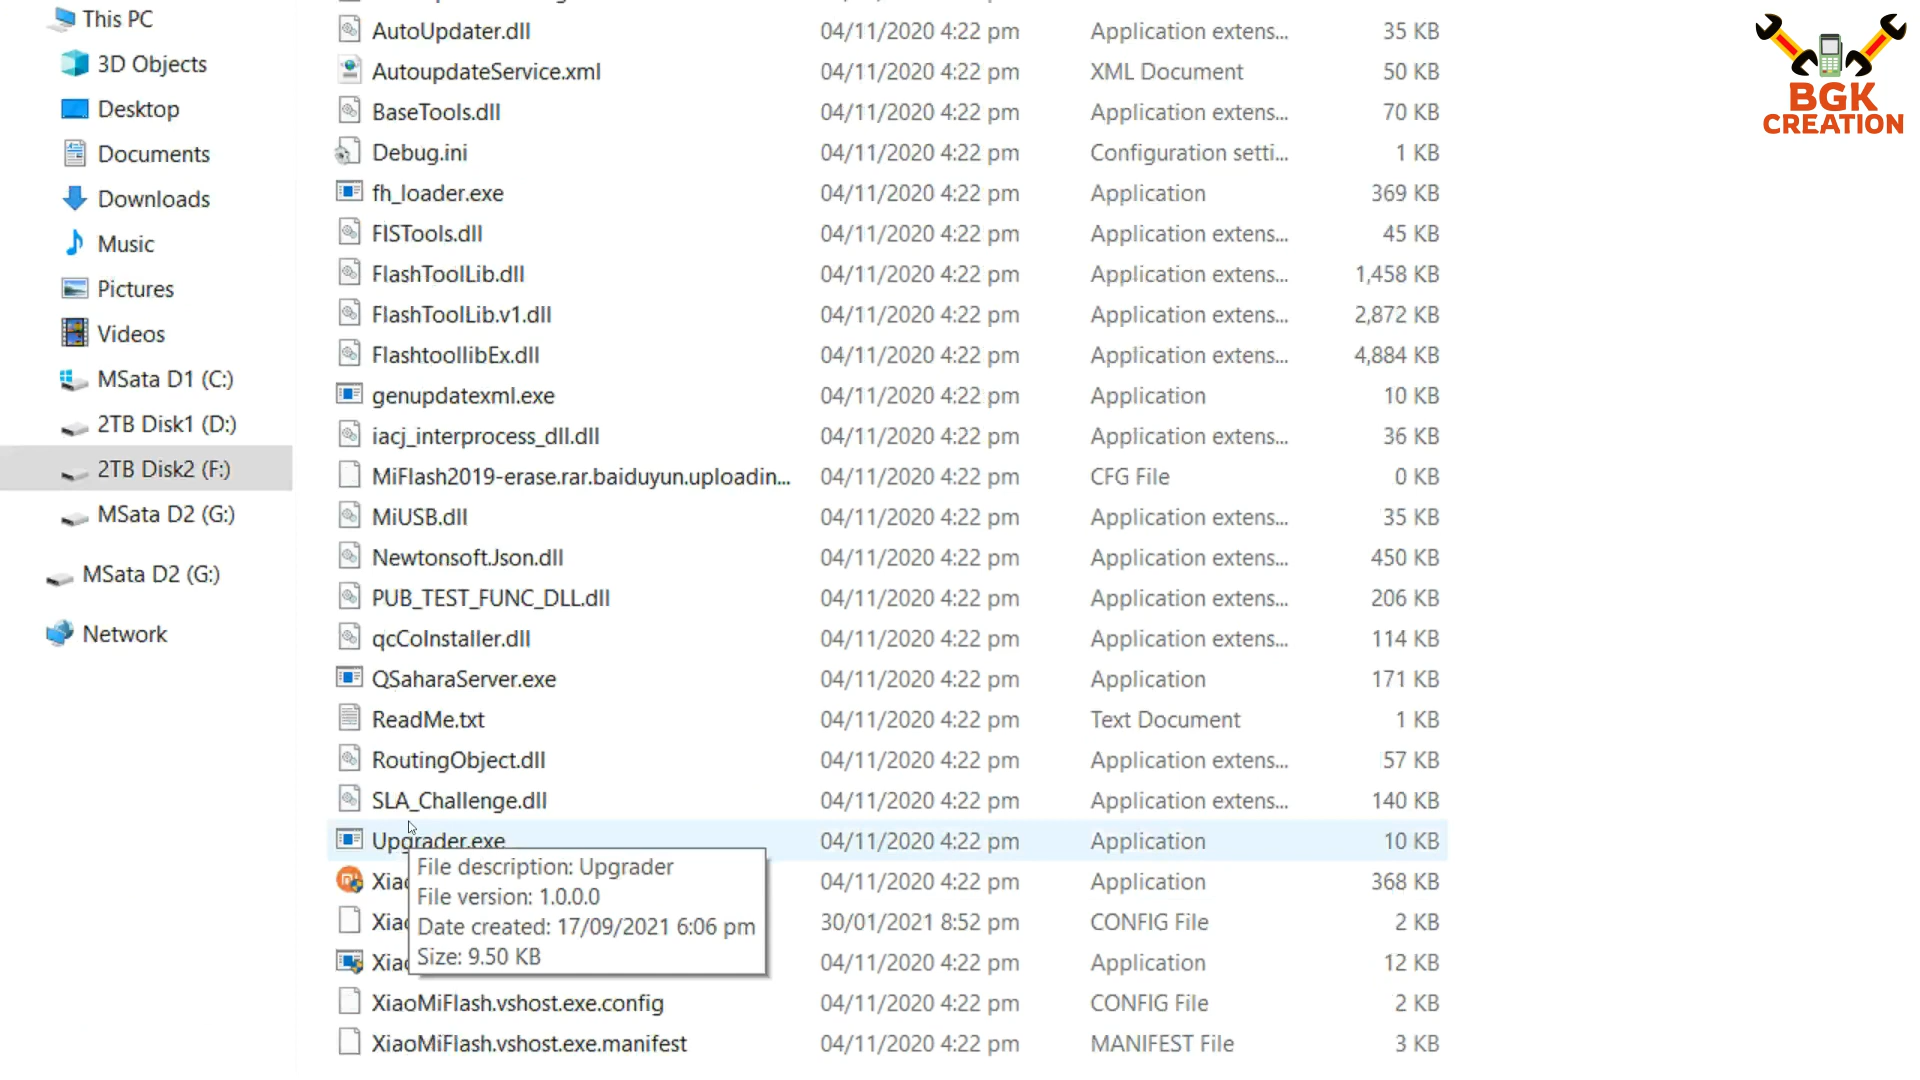 This PC
3D Objects
Desktop
Documents
Downloads
Music
Pictures
Videos
MSata D1 (C:)
2TB Disk1 (D:)
2TB Disk2 (F:)
MSata D2 (G:)
MSata D2 (G:)
Network
AutoUpdater.dll 04/11/2020 4:22 pm Application extens... 35 KB
AutoupdateService.xml 04/11/2020 4:22 pm XML Document 50 KB
BaseTools.dll 04/11/2020 4:22 pm Application extens... 70 KB
Debug.ini 04/11/2020 4:22 pm Configuration setti... 1 KB
fh_loader.exe 04/11/2020 4:22 pm Application 369 KB
FISTools.dll 04/11/2020 4:22 pm Application extens... 45 KB
FlashToolLib.dll 04/11/2020 4:22 pm Application extens... 1,458 KB
FlashToolLib.v1.dll 04/11/2020 4:22 pm Application extens... 2,872 KB
FlashtoollibEx.dll 04/11/2020 4:22 pm Application extens... 4,884 KB
genupdatexml.exe 04/11/2020 4:22 pm Application 10 KB
iacj_interprocess_dll.dll 04/11/2020 4:22 pm Application extens... 36 KB
MiFlash2019-erase.rar.baiduyun.uploadin... 04/11/2020 4:22 pm CFG File 0 KB
MiUSB.dll 04/11/2020 4:22 pm Application extens... 35 KB
Newtonsoft.Json.dll 04/11/2020 4:22 pm Application extens... 450 KB
PUB_TEST_FUNC_DLL.dll 04/11/2020 4:22 pm Application extens... 206 KB
qcCoInstaller.dll 04/11/2020 4:22 pm Application extens... 114 KB
QSaharaServer.exe 04/11/2020 4:22 pm Application 171 KB
ReadMe.txt 04/11/2020 4:22 pm Text Document 1 KB
RoutingObject.dll 04/11/2020 4:22 pm Application extens... 57 KB
SLA_Challenge.dll 04/11/2020 4:22 pm Application extens... 140 KB
Upgrader.exe 04/11/2020 4:22 pm Application 10 KB
Xiao 04/11/2020 4:22 pm Application 368 KB
Xiao 30/01/2021 8:52 pm CONFIG File 2 KB
Xiao 04/11/2020 4:22 pm Application 12 KB
XiaoMiFlash.vshost.exe.config 04/11/2020 4:22 pm CONFIG File 2 KB
XiaoMiFlash.vshost.exe.manifest 04/11/2020 4:22 pm MANIFEST File 3 KB
File description: Upgrader
File version: 1.0.0.0
Date created: 17/09/2021 6:06 pm
Size: 9.50 KB
BGK
CREATION